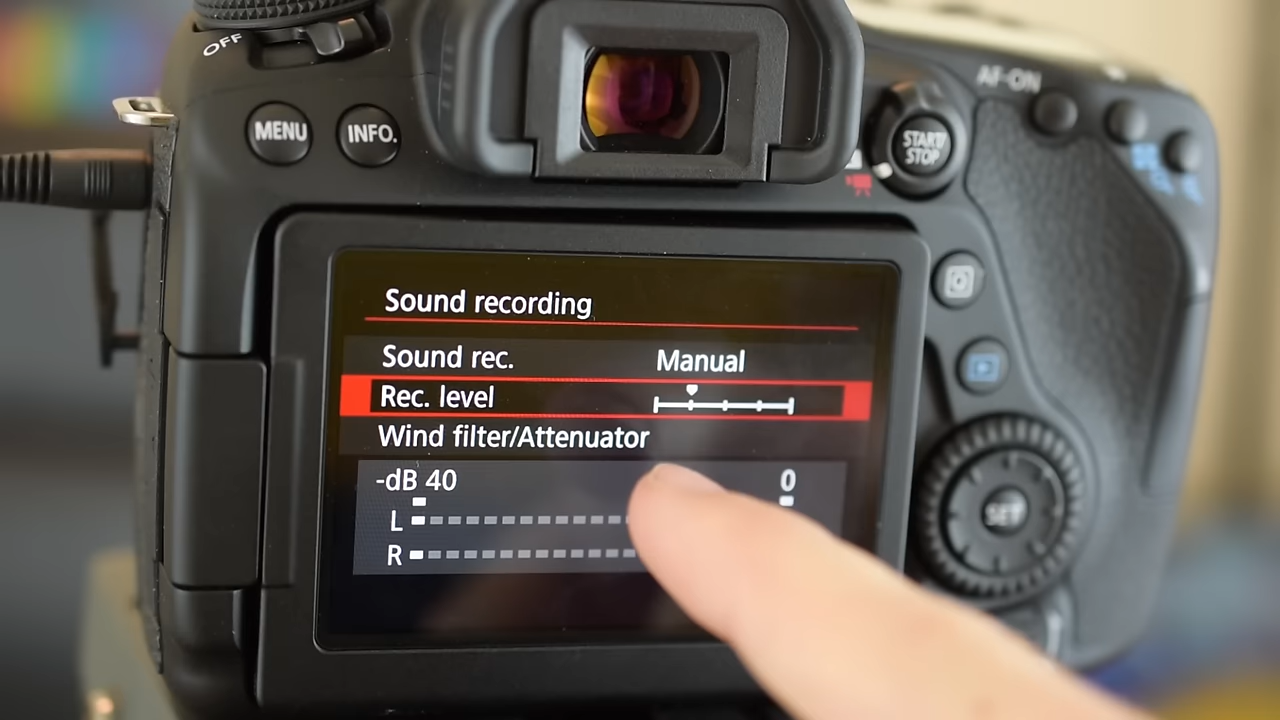 OFF
MENU
INFO.
AF-ON
START/
STOP
Sound recording
Sound rec. Manual
Rec. level
Wind filter/Attenuator
-dB 40 0
L
R
SET